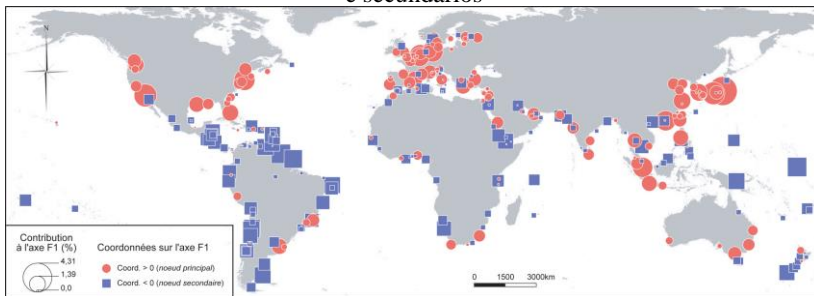 e secundários
N
Contribution
à l'axe F1 (%)
4,31
1,39
0,0
Coordonnées sur l'axe F1
Coord. > 0 (noeud principal)
Coord. < 0 (noeud secondaire)
0 1500 3000km